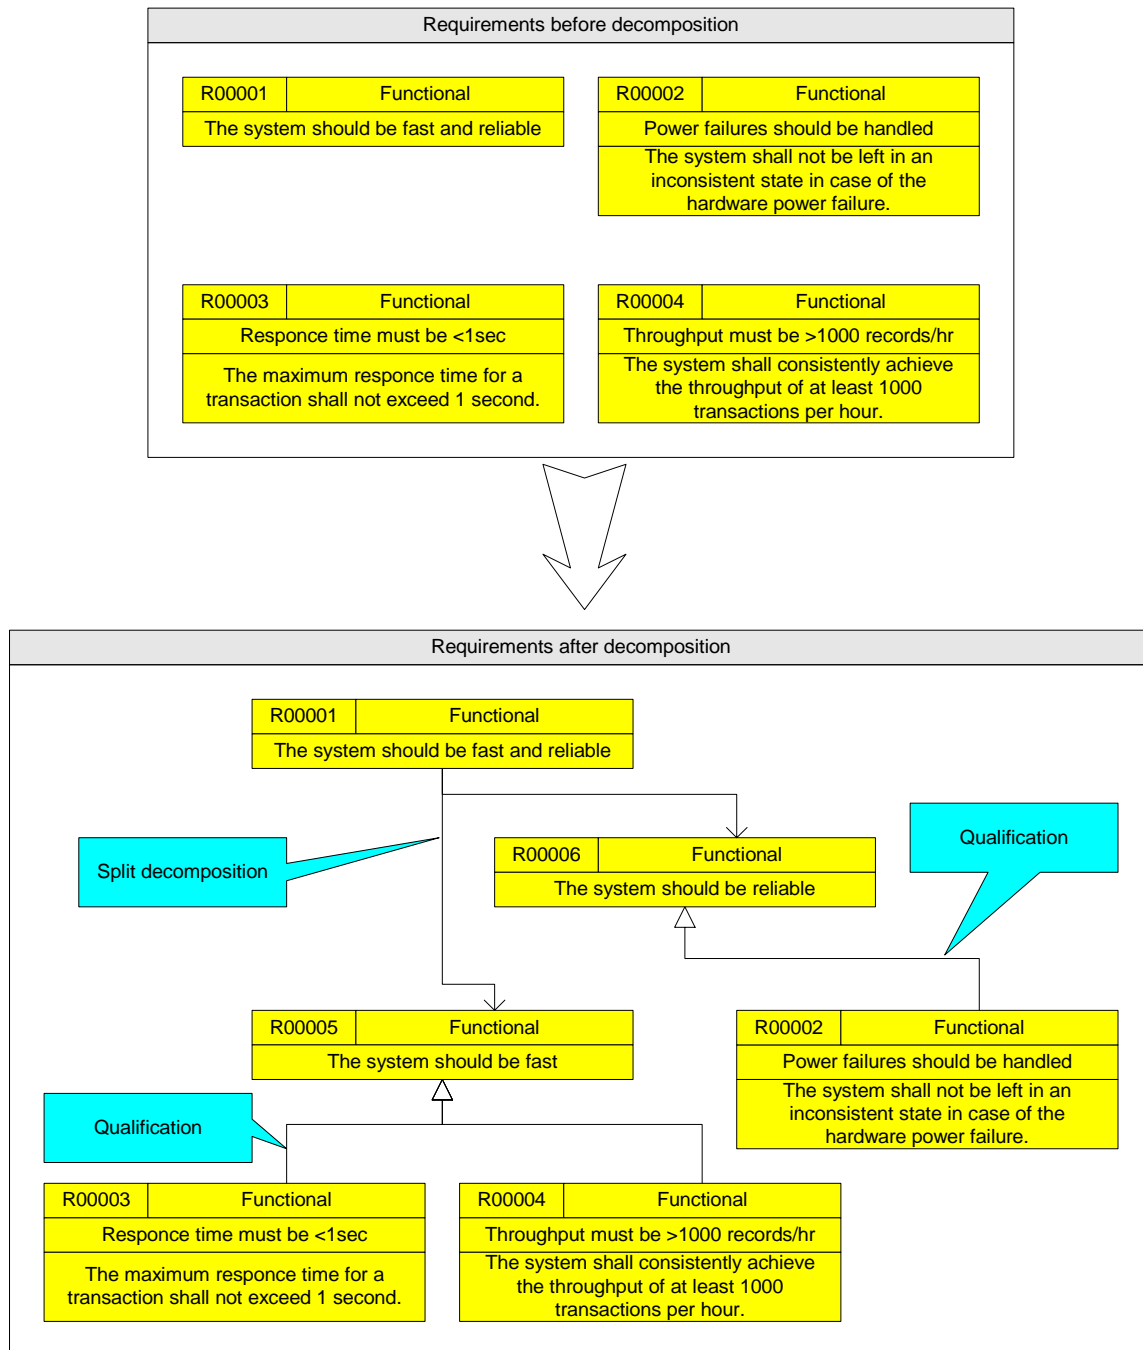 Requirements before decomposition
R00001 Functional
The system should be fast and reliable
R00002 Functional
Power failures should be handled
The system shall not be left in an
inconsistent state in case of the
hardware power failure.
R00003 Functional
Responce time must be <1sec
The maximum responce time for a
transaction shall not exceed 1 second.
R00004 Functional
Throughput must be >1000 records/hr
The system shall consistently achieve
the throughput of at least 1000
transactions per hour.
Requirements after decomposition
R00001 Functional
The system should be fast and reliable
Split decomposition
R00006 Functional
The system should be reliable
Qualification
R00005 Functional
The system should be fast
R00002 Functional
Power failures should be handled
The system shall not be left in an
inconsistent state in case of the
hardware power failure.
Qualification
R00003 Functional
Responce time must be <1sec
The maximum responce time for a
transaction shall not exceed 1 second.
R00004 Functional
Throughput must be >1000 records/hr
The system shall consistently achieve
the throughput of at least 1000
transactions per hour.